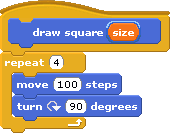 draw square size
repeat 4
move 100 steps
turn 90 degrees